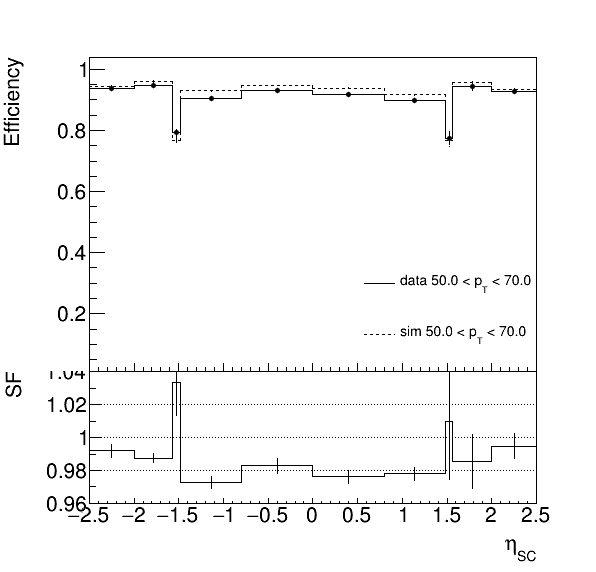 Efficiency
1
0.8
0.6
0.4
0.2
data 50.0 < p_T < 70.0
sim 50.0 < p_T < 70.0
SF
1.04
1.02
1
0.98
0.96
−2.5 −2 −1.5 −1 −0.5 0 0.5 1 1.5 2 2.5
η_SC